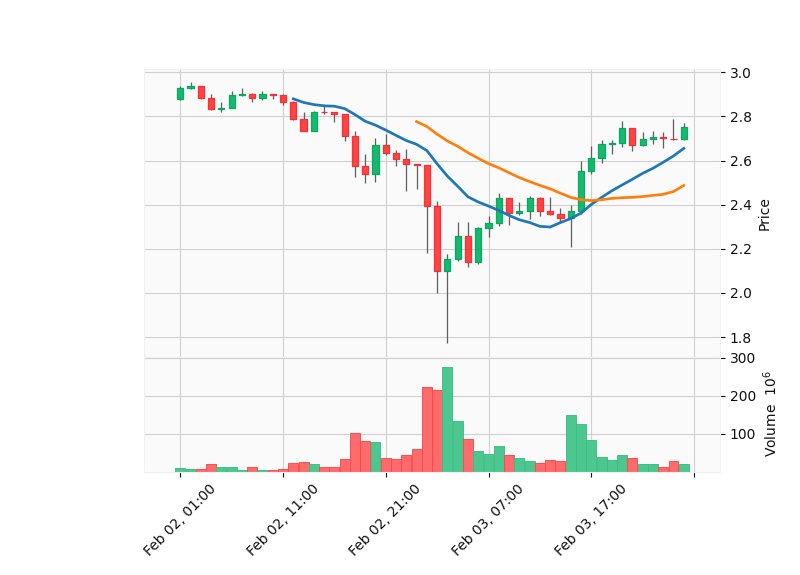 3.0
2.8
2.6
2.4
2.2
2.0
1.8
Price
300
200
100
Volume 10⁶
Feb 02, 01:00
Feb 02, 11:00
Feb 02, 21:00
Feb 03, 07:00
Feb 03, 17:00